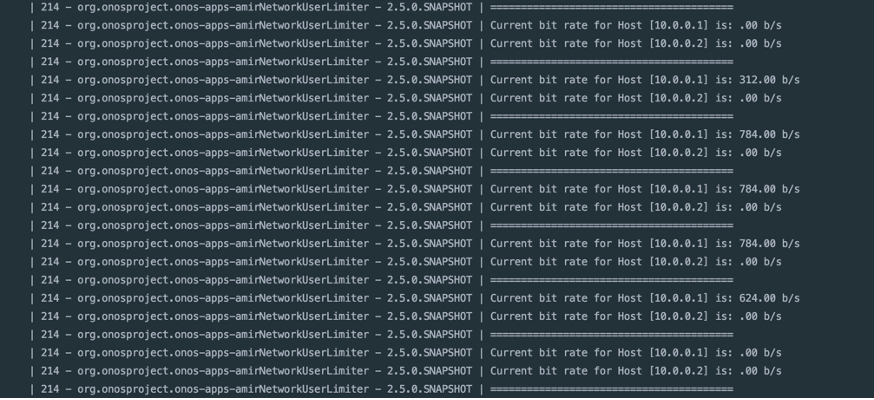 | 214 - org.onosproject.onos-apps-amirNetworkUserLimiter - 2.5.0.SNAPSHOT | ========================================
| 214 - org.onosproject.onos-apps-amirNetworkUserLimiter - 2.5.0.SNAPSHOT | Current bit rate for Host [10.0.0.1] is: .00 b/s
| 214 - org.onosproject.onos-apps-amirNetworkUserLimiter - 2.5.0.SNAPSHOT | Current bit rate for Host [10.0.0.2] is: .00 b/s
| 214 - org.onosproject.onos-apps-amirNetworkUserLimiter - 2.5.0.SNAPSHOT | ========================================
| 214 - org.onosproject.onos-apps-amirNetworkUserLimiter - 2.5.0.SNAPSHOT | Current bit rate for Host [10.0.0.1] is: 312.00 b/s
| 214 - org.onosproject.onos-apps-amirNetworkUserLimiter - 2.5.0.SNAPSHOT | Current bit rate for Host [10.0.0.2] is: .00 b/s
| 214 - org.onosproject.onos-apps-amirNetworkUserLimiter - 2.5.0.SNAPSHOT | ========================================
| 214 - org.onosproject.onos-apps-amirNetworkUserLimiter - 2.5.0.SNAPSHOT | Current bit rate for Host [10.0.0.1] is: 784.00 b/s
| 214 - org.onosproject.onos-apps-amirNetworkUserLimiter - 2.5.0.SNAPSHOT | Current bit rate for Host [10.0.0.2] is: .00 b/s
| 214 - org.onosproject.onos-apps-amirNetworkUserLimiter - 2.5.0.SNAPSHOT | ========================================
| 214 - org.onosproject.onos-apps-amirNetworkUserLimiter - 2.5.0.SNAPSHOT | Current bit rate for Host [10.0.0.1] is: 784.00 b/s
| 214 - org.onosproject.onos-apps-amirNetworkUserLimiter - 2.5.0.SNAPSHOT | Current bit rate for Host [10.0.0.2] is: .00 b/s
| 214 - org.onosproject.onos-apps-amirNetworkUserLimiter - 2.5.0.SNAPSHOT | ========================================
| 214 - org.onosproject.onos-apps-amirNetworkUserLimiter - 2.5.0.SNAPSHOT | Current bit rate for Host [10.0.0.1] is: 784.00 b/s
| 214 - org.onosproject.onos-apps-amirNetworkUserLimiter - 2.5.0.SNAPSHOT | Current bit rate for Host [10.0.0.2] is: .00 b/s
| 214 - org.onosproject.onos-apps-amirNetworkUserLimiter - 2.5.0.SNAPSHOT | ========================================
| 214 - org.onosproject.onos-apps-amirNetworkUserLimiter - 2.5.0.SNAPSHOT | Current bit rate for Host [10.0.0.1] is: 624.00 b/s
| 214 - org.onosproject.onos-apps-amirNetworkUserLimiter - 2.5.0.SNAPSHOT | Current bit rate for Host [10.0.0.2] is: .00 b/s
| 214 - org.onosproject.onos-apps-amirNetworkUserLimiter - 2.5.0.SNAPSHOT | ========================================
| 214 - org.onosproject.onos-apps-amirNetworkUserLimiter - 2.5.0.SNAPSHOT | Current bit rate for Host [10.0.0.1] is: .00 b/s
| 214 - org.onosproject.onos-apps-amirNetworkUserLimiter - 2.5.0.SNAPSHOT | Current bit rate for Host [10.0.0.2] is: .00 b/s
| 214 - org.onosproject.onos-apps-amirNetworkUserLimiter - 2.5.0.SNAPSHOT | ========================================